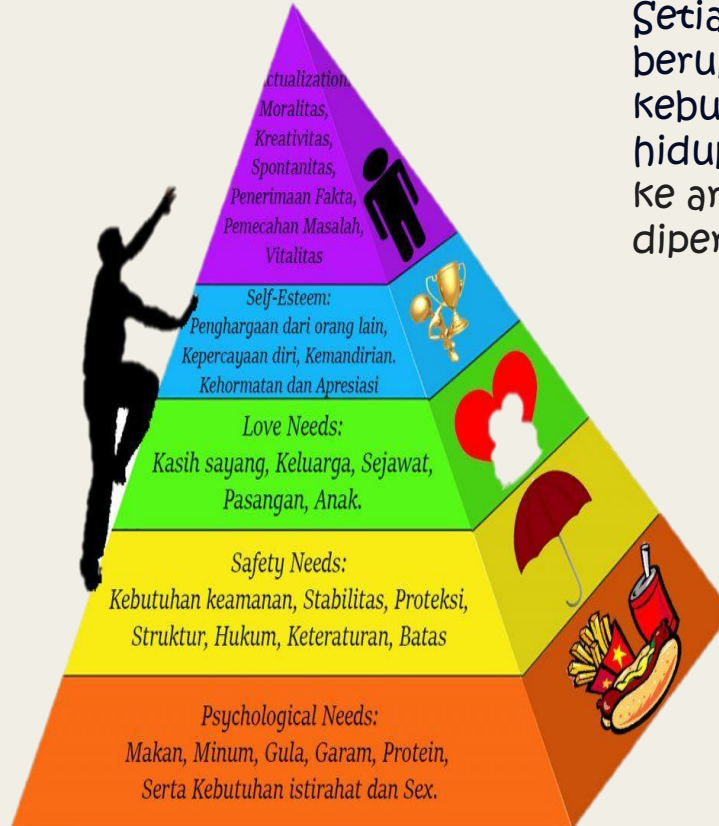 ctualization:
Moralitas,
Kreativitas,
Spontanitas,
Penerimaan Fakta,
Pemecahan Masalah,
Vitalitas
Self-Esteem:
Penghargaan dari orang lain,
Kepercayaan diri, Kemandirian.
Kehormatan dan Apresiasi
Love Needs:
Kasih sayang, Keluarga, Sejawat,
Pasangan, Anak.
Safety Needs:
Kebutuhan keamanan, Stabilitas, Proteksi,
Struktur, Hukum, Keteraturan, Batas
Psychological Needs:
Makan, Minum, Gula, Garam, Protein,
Serta Kebutuhan istirahat dan Sex.
Setia
beru
kebu
hidu
ke ar
diper